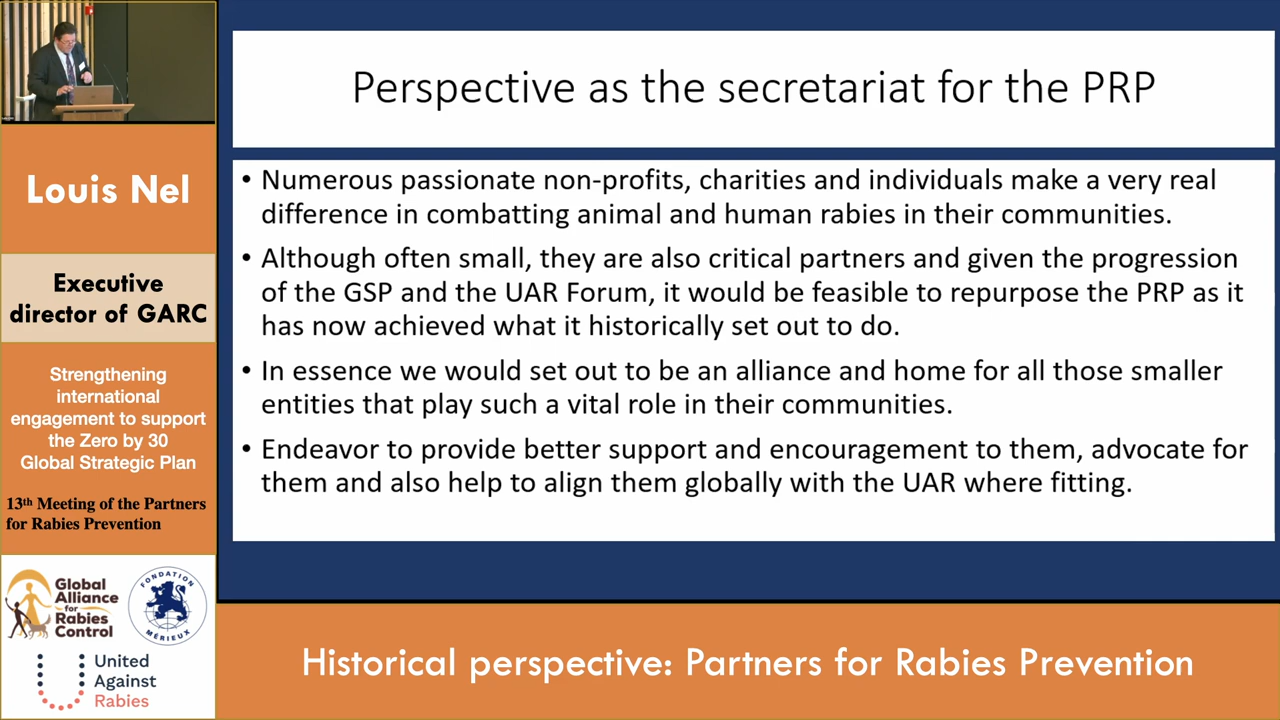 Louis Nel
Executive
director of GARC
Strengthening
international
engagement to support
the Zero by 30
Global Strategic Plan
13th Meeting of the Partners
for Rabies Prevention
Global
Alliance
for
Rabies
Control
FONDATION
MÉRIEUX
United
Against
Rabies
Perspective as the secretariat for the PRP
• Numerous passionate non-profits, charities and individuals make a very real
difference in combatting animal and human rabies in their communities.
• Although often small, they are also critical partners and given the progression
of the GSP and the UAR Forum, it would be feasible to repurpose the PRP as it
has now achieved what it historically set out to do.
• In essence we would set out to be an alliance and home for all those smaller
entities that play such a vital role in their communities.
• Endeavor to provide better support and encouragement to them, advocate for
them and also help to align them globally with the UAR where fitting.
Historical perspective: Partners for Rabies Prevention